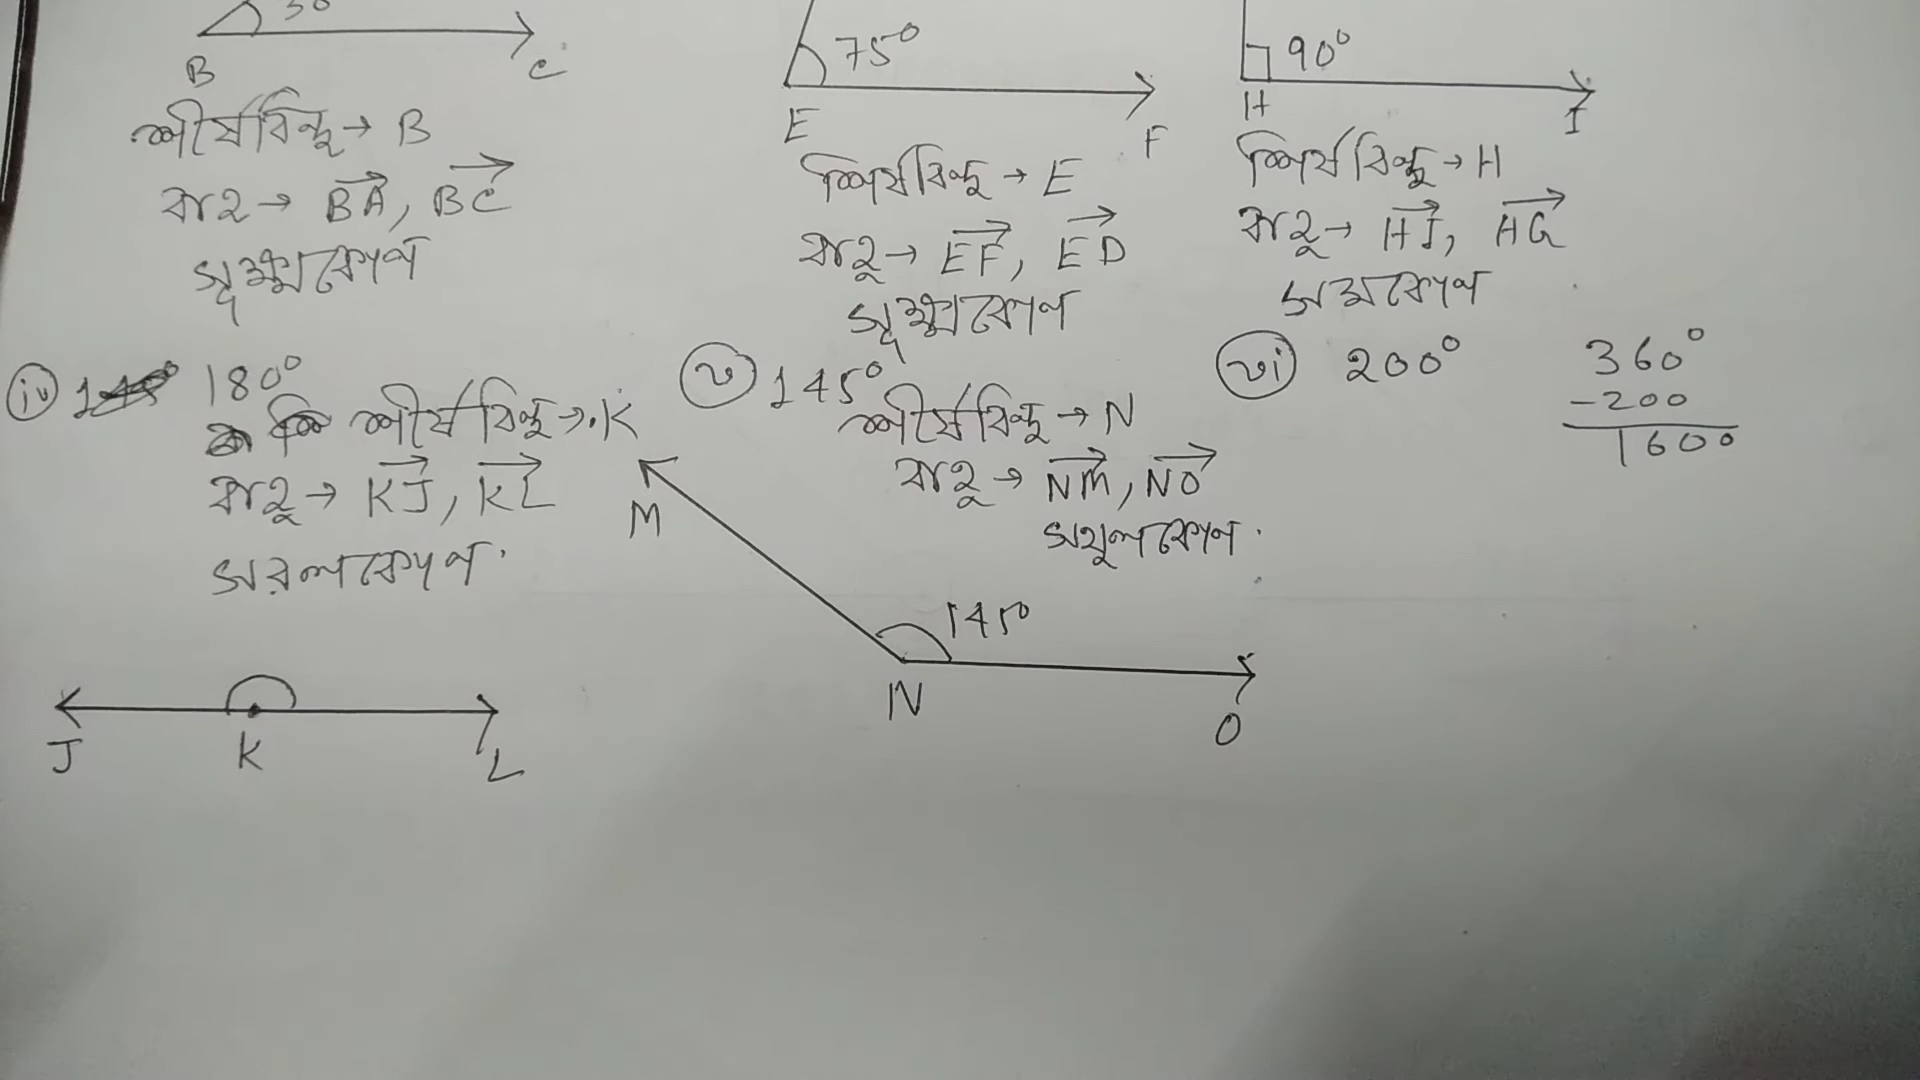 B
C
শীর্ষবিন্দু → B
বাহু → BA, BC
সূক্ষ্মকোণ
75°
E
F
শির্ষবিন্দু → E
বাহু → EF, ED
সূক্ষ্মকোণ
90°
H
I
শির্ষবিন্দু → H
বাহু → HI, HG
সমকোণ
iv 180°
শীর্ষবিন্দু → K
বাহু → KJ, KL
সরলকোণ
J K L
v 145°
শীর্ষবিন্দু → N
বাহু → NM, NO
সথূলকোণ
M
145°
N
O
vi 200°
360°
-200
160°